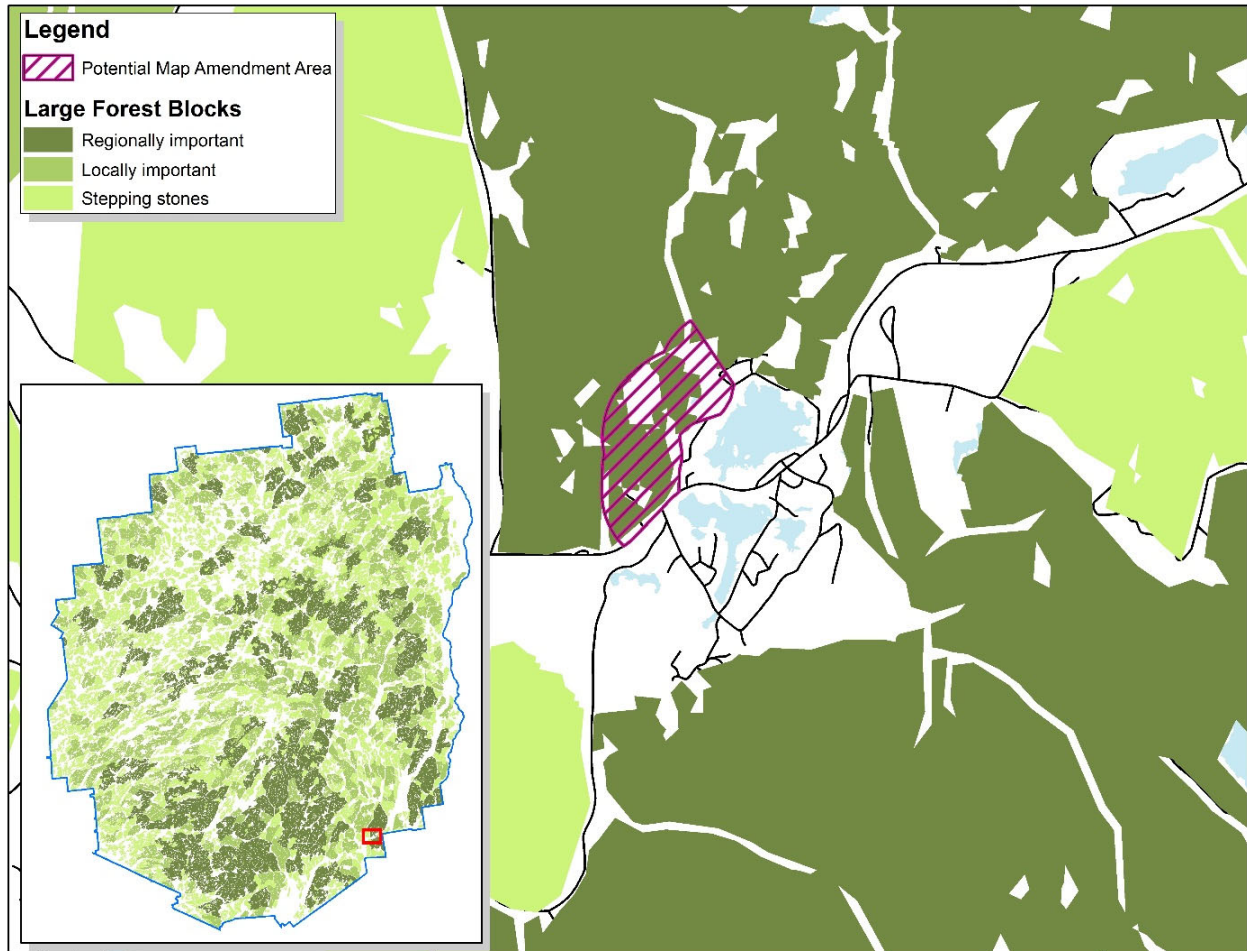 Legend
Potential Map Amendment Area
Large Forest Blocks
Regionally important
Locally important
Stepping stones